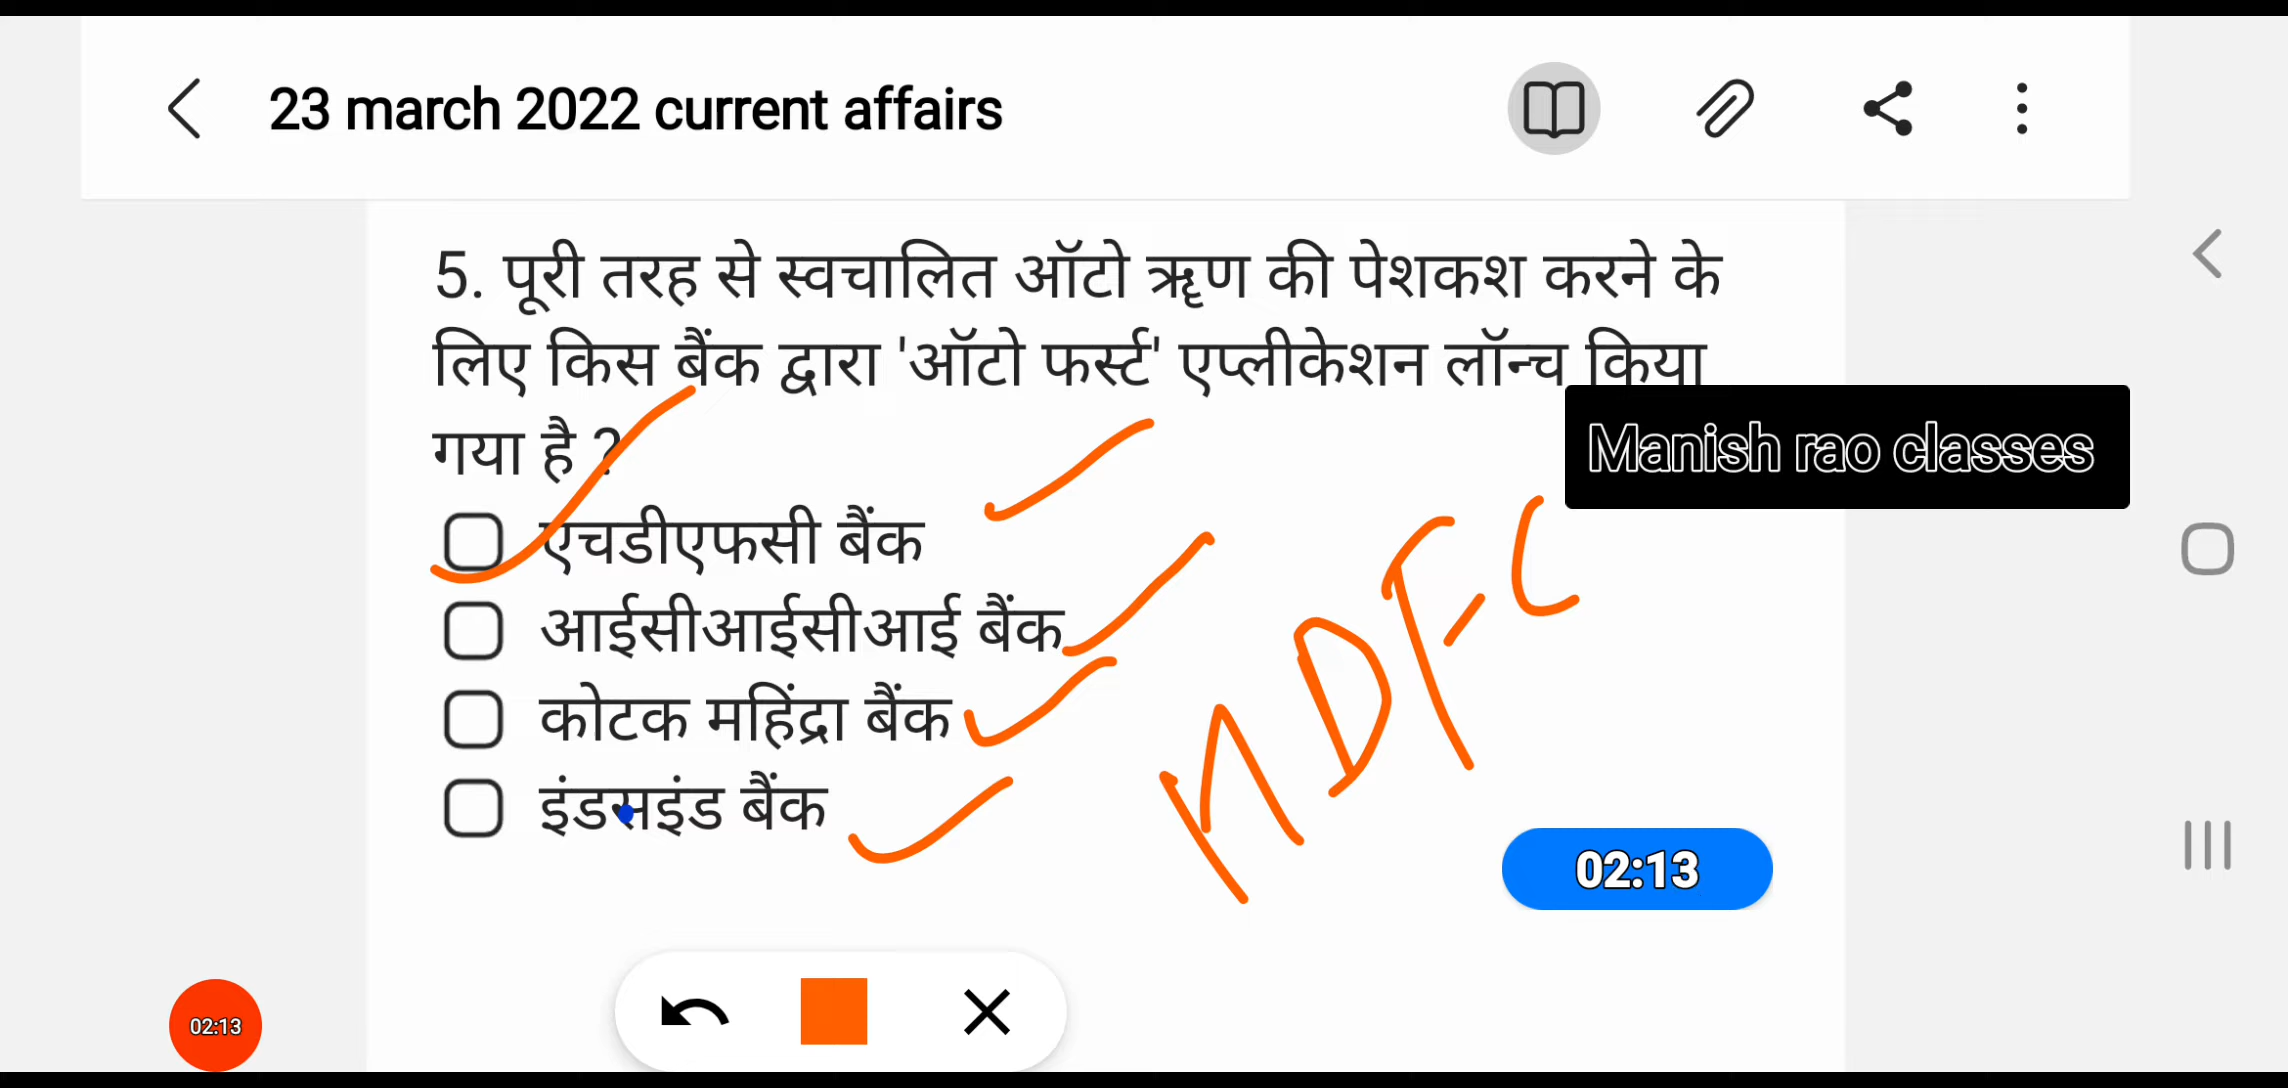 23 march 2022 current affairs
5. पूरी तरह से स्वचालित ऑटो ऋण की पेशकश करने के
लिए किस बैंक द्वारा 'ऑटो फर्स्ट' एप्लीकेशन लॉन्च किया
गया है ?
Manish rao classes
एचडीएफसी बैंक
आईसीआईसीआई बैंक
कोटक महिंद्रा बैंक
इंडसइंड बैंक
HDFC
02:13
02:13